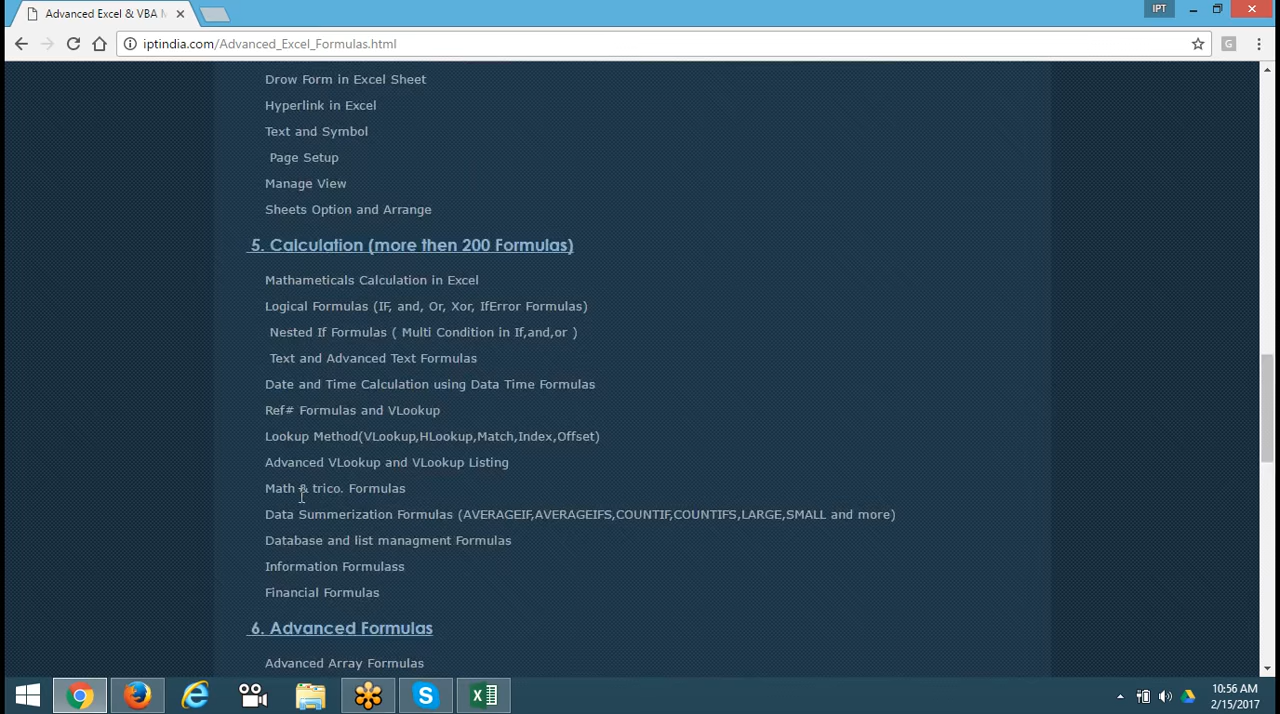 Advanced Excel & VBA M
IPT
iptindia.com/Advanced_Excel_Formulas.html
G
Drow Form in Excel Sheet
Hyperlink in Excel
Text and Symbol
Page Setup
Manage View
Sheets Option and Arrange
5. Calculation (more then 200 Formulas)
Mathameticals Calculation in Excel
Logical Formulas (IF, and, Or, Xor, IfError Formulas)
Nested If Formulas ( Multi Condition in If,and,or )
Text and Advanced Text Formulas
Date and Time Calculation using Data Time Formulas
Ref# Formulas and VLookup
Lookup Method(VLookup,HLookup,Match,Index,Offset)
Advanced VLookup and VLookup Listing
Math & trico. Formulas
Data Summerization Formulas (AVERAGEIF,AVERAGEIFS,COUNTIF,COUNTIFS,LARGE,SMALL and more)
Database and list managment Formulas
Information Formulass
Financial Formulas
6. Advanced Formulas
Advanced Array Formulas
10:56 AM
2/15/2017